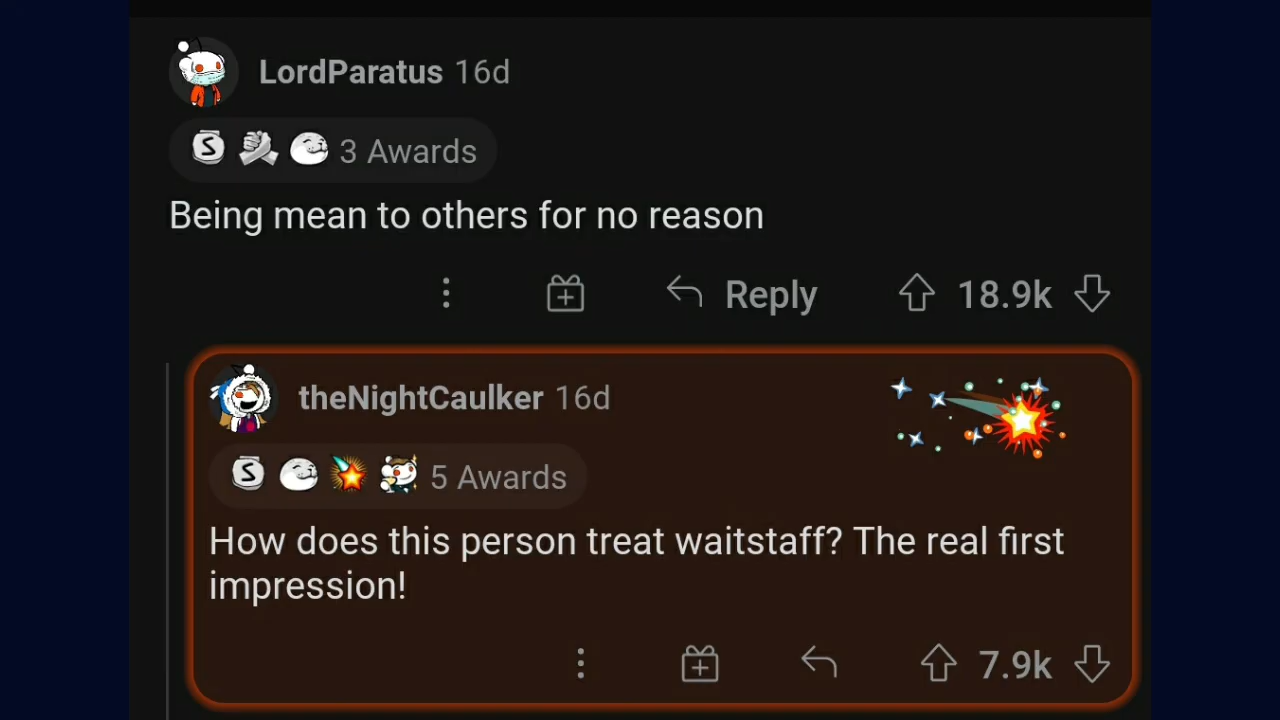 LordParatus 16d
3 Awards
Being mean to others for no reason
Reply 18.9k
theNightCaulker 16d
5 Awards
How does this person treat waitstaff? The real first
impression!
7.9k